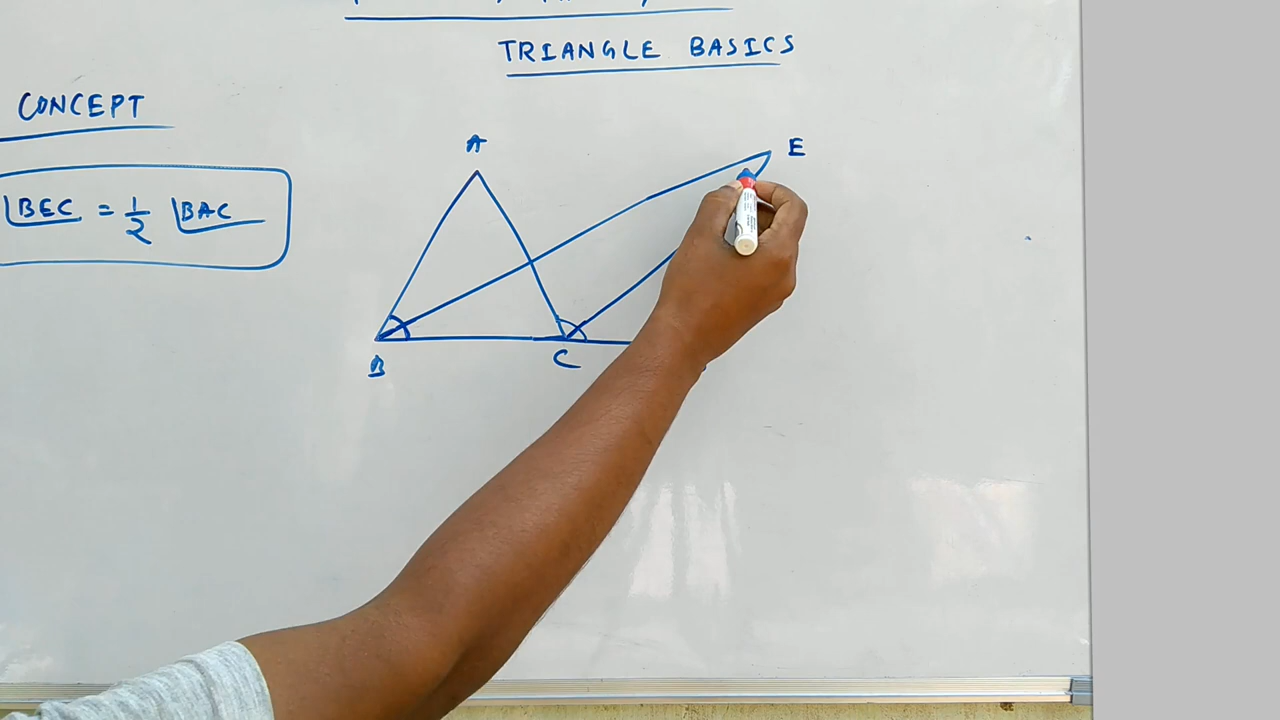 TRIANGLE BASICS
CONCEPT
∠BEC = 1/2 ∠BAC
A
E
B
C